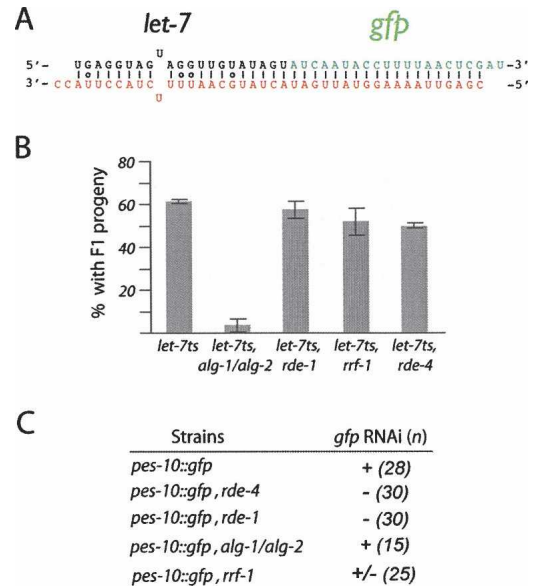 A
let-7
gfp
U
5'- UGAGGUAG AGGUUGUAUAGUAUCAAUACCUUUUAACUCGAU -3'
3'- CCAUUCCAUC UUUAACGUAUCAUAGUUAUGGAAAAUUGAGC -5'
U
B
80
60
40
20
% with F1 progeny
let-7ts
let-7ts, alg-1/alg-2
let-7ts, rde-1
let-7ts, rrf-1
let-7ts, rde-4
C
Strains gfp RNAi (n)
pes-10::gfp + (28)
pes-10::gfp, rde-4 - (30)
pes-10::gfp, rde-1 - (30)
pes-10::gfp, alg-1/alg-2 + (15)
pes-10::gfp, rrf-1 +/- (25)